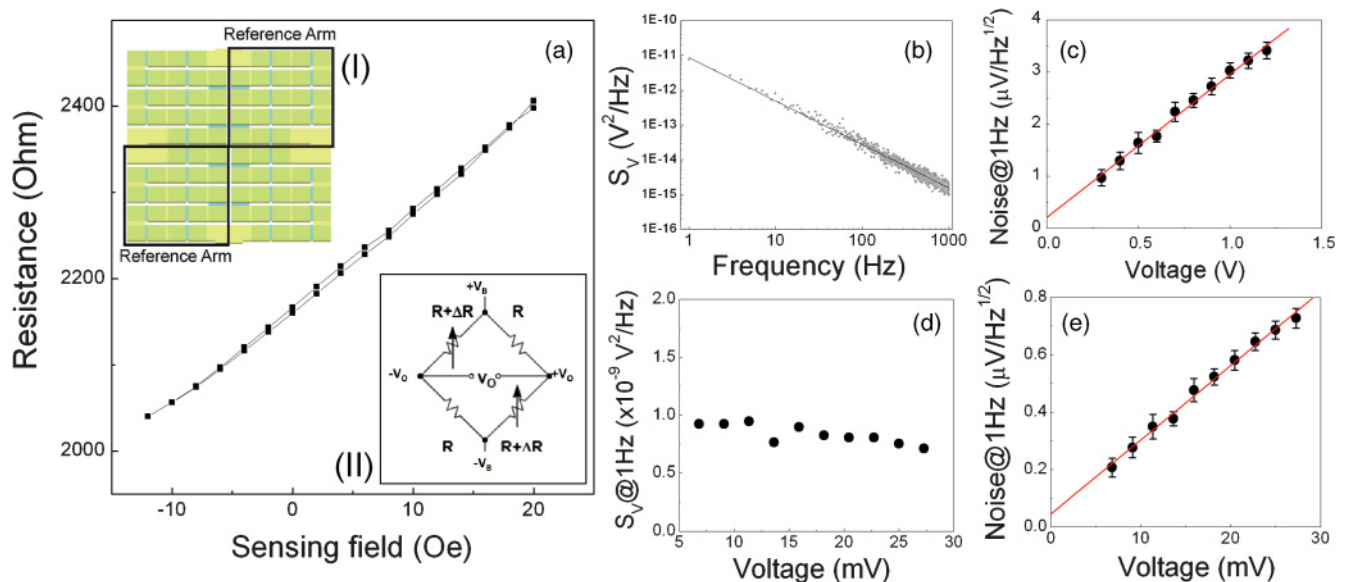 Reference Arm
(I)
(a)
2400
2200
2000
Resistance (Ohm)
Reference Arm
+V_B
R+ΔR
R
-V_O
V_O
+V_O
R
R+ΔR
-V_B
(II)
-10
0
10
20
Sensing field (Oe)
(b)
1E-10
1E-11
1E-12
1E-13
1E-14
1E-15
1E-16
S_V (V²/Hz)
1
10
100
1000
Frequency (Hz)
(c)
4
3
2
1
0
Noise@1Hz (μV/Hz^1/2)
0.0
0.5
1.0
1.5
Voltage (V)
(d)
2.0
1.5
1.0
0.5
0.0
S_V@1Hz (x10⁻⁹ V²/Hz)
5
10
15
20
25
30
Voltage (mV)
(e)
0.8
0.6
0.4
0.2
0.0
Noise@1Hz (μV/Hz^1/2)
0
10
20
30
Voltage (mV)